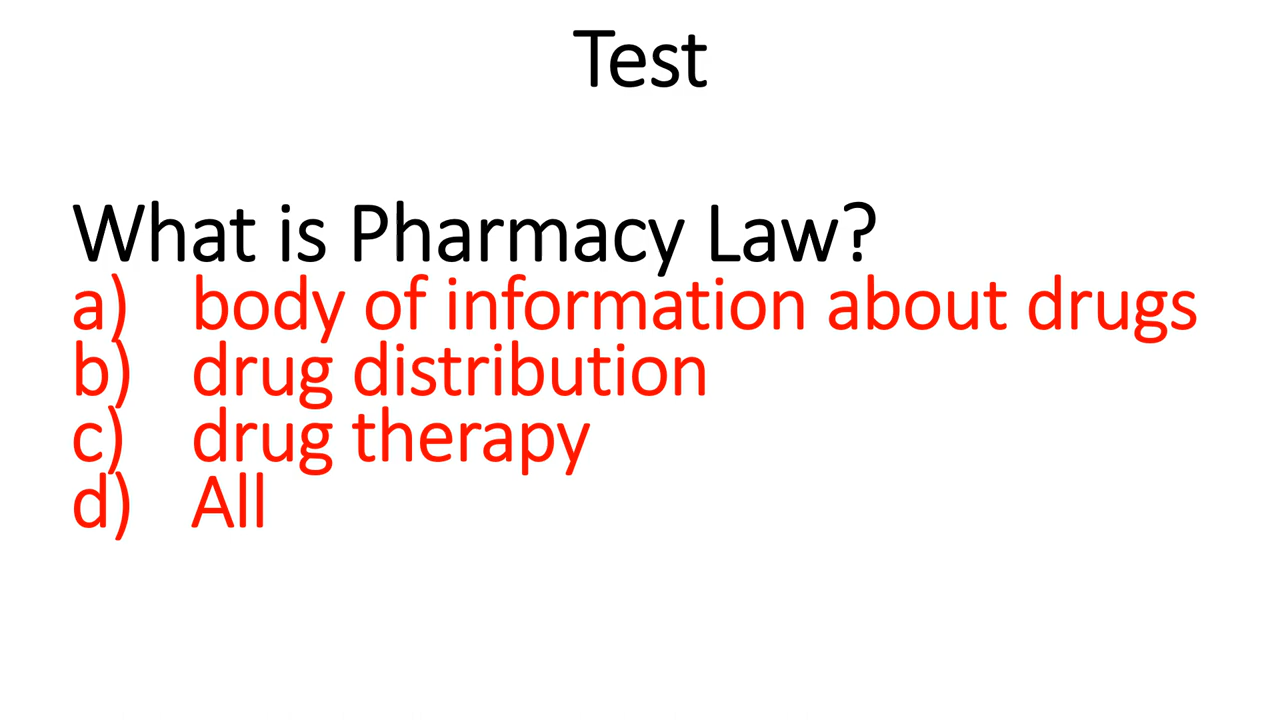 Test
What is Pharmacy Law?
a) body of information about drugs
b) drug distribution
c) drug therapy
d) All